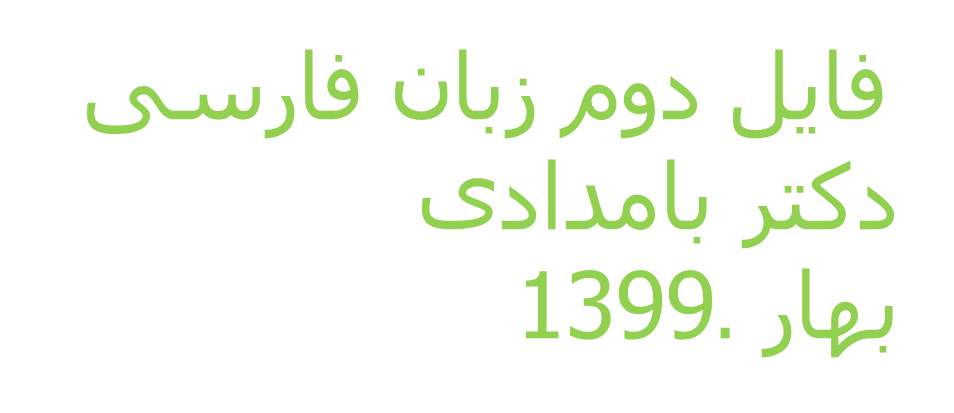 فایل دوم زبان فارسی
دکتر بامدادی
بهار .1399